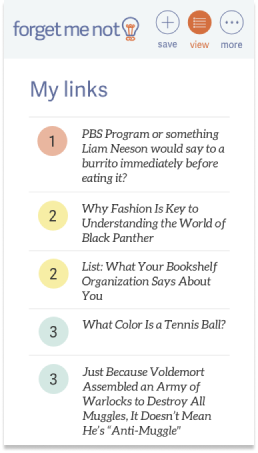 forget me not
save view more
My links
1
PBS Program or something
Liam Neeson would say to a
burrito immediately before
eating it?
2
Why Fashion Is Key to
Understanding the World of
Black Panther
2
List: What Your Bookshelf
Organization Says About
You
3
What Color Is a Tennis Ball?
3
Just Because Voldemort
Assembled an Army of
Warlocks to Destroy All
Muggles, It Doesn't Mean
He's "Anti-Muggle"